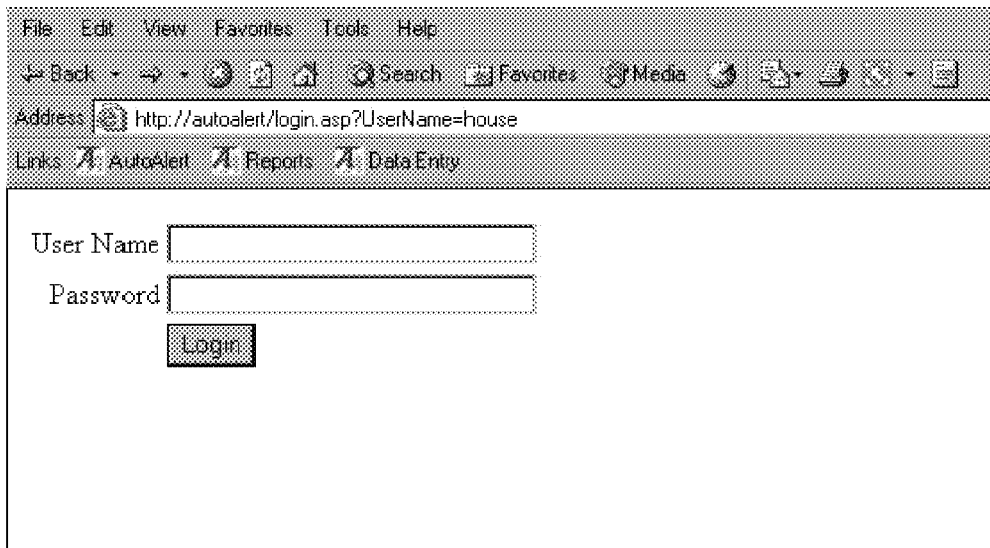 File Edit View Favorites Tools Help
Back Search Favorites Media
Address http://autoalert/login.asp?UserName=house
Links AutoAlert Reports Data Entry
User Name
Password
Login